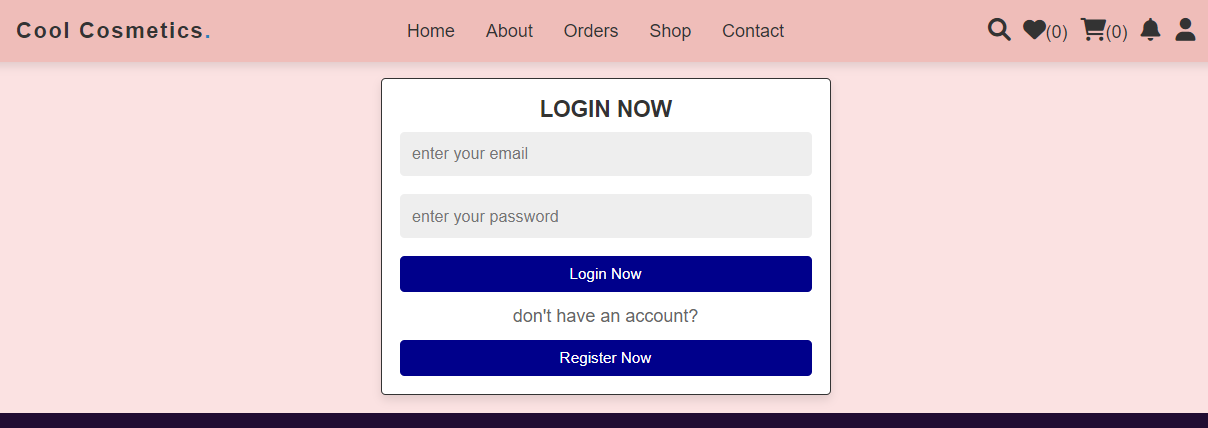 Cool Cosmetics.
Home About Orders Shop Contact
(0) (0)
LOGIN NOW
enter your email
enter your password
Login Now
don't have an account?
Register Now